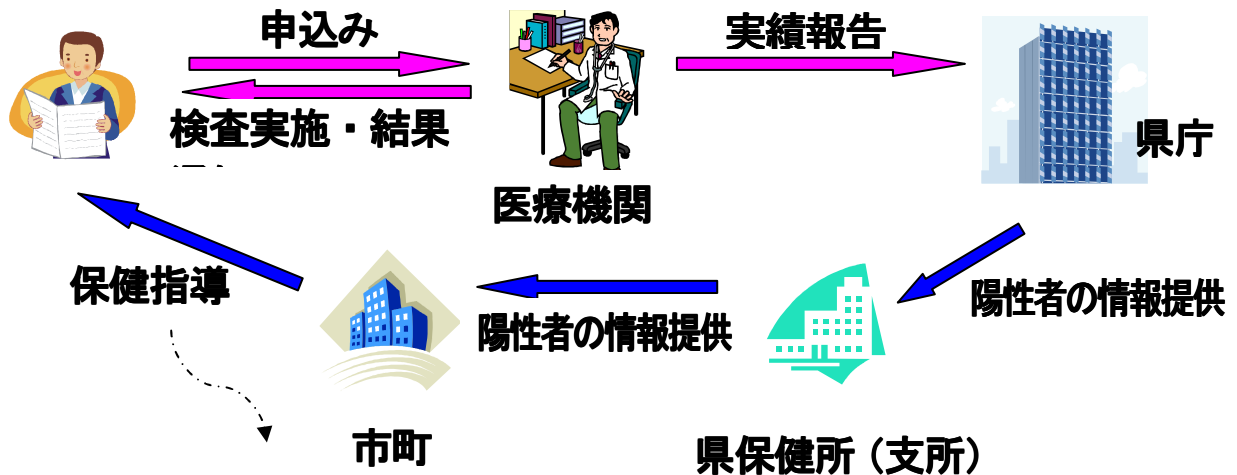 申込み
実績報告
検査実施・結果
県庁
医療機関
保健指導
陽性者の情報提供
陽性者の情報提供
市町
県保健所（支所）